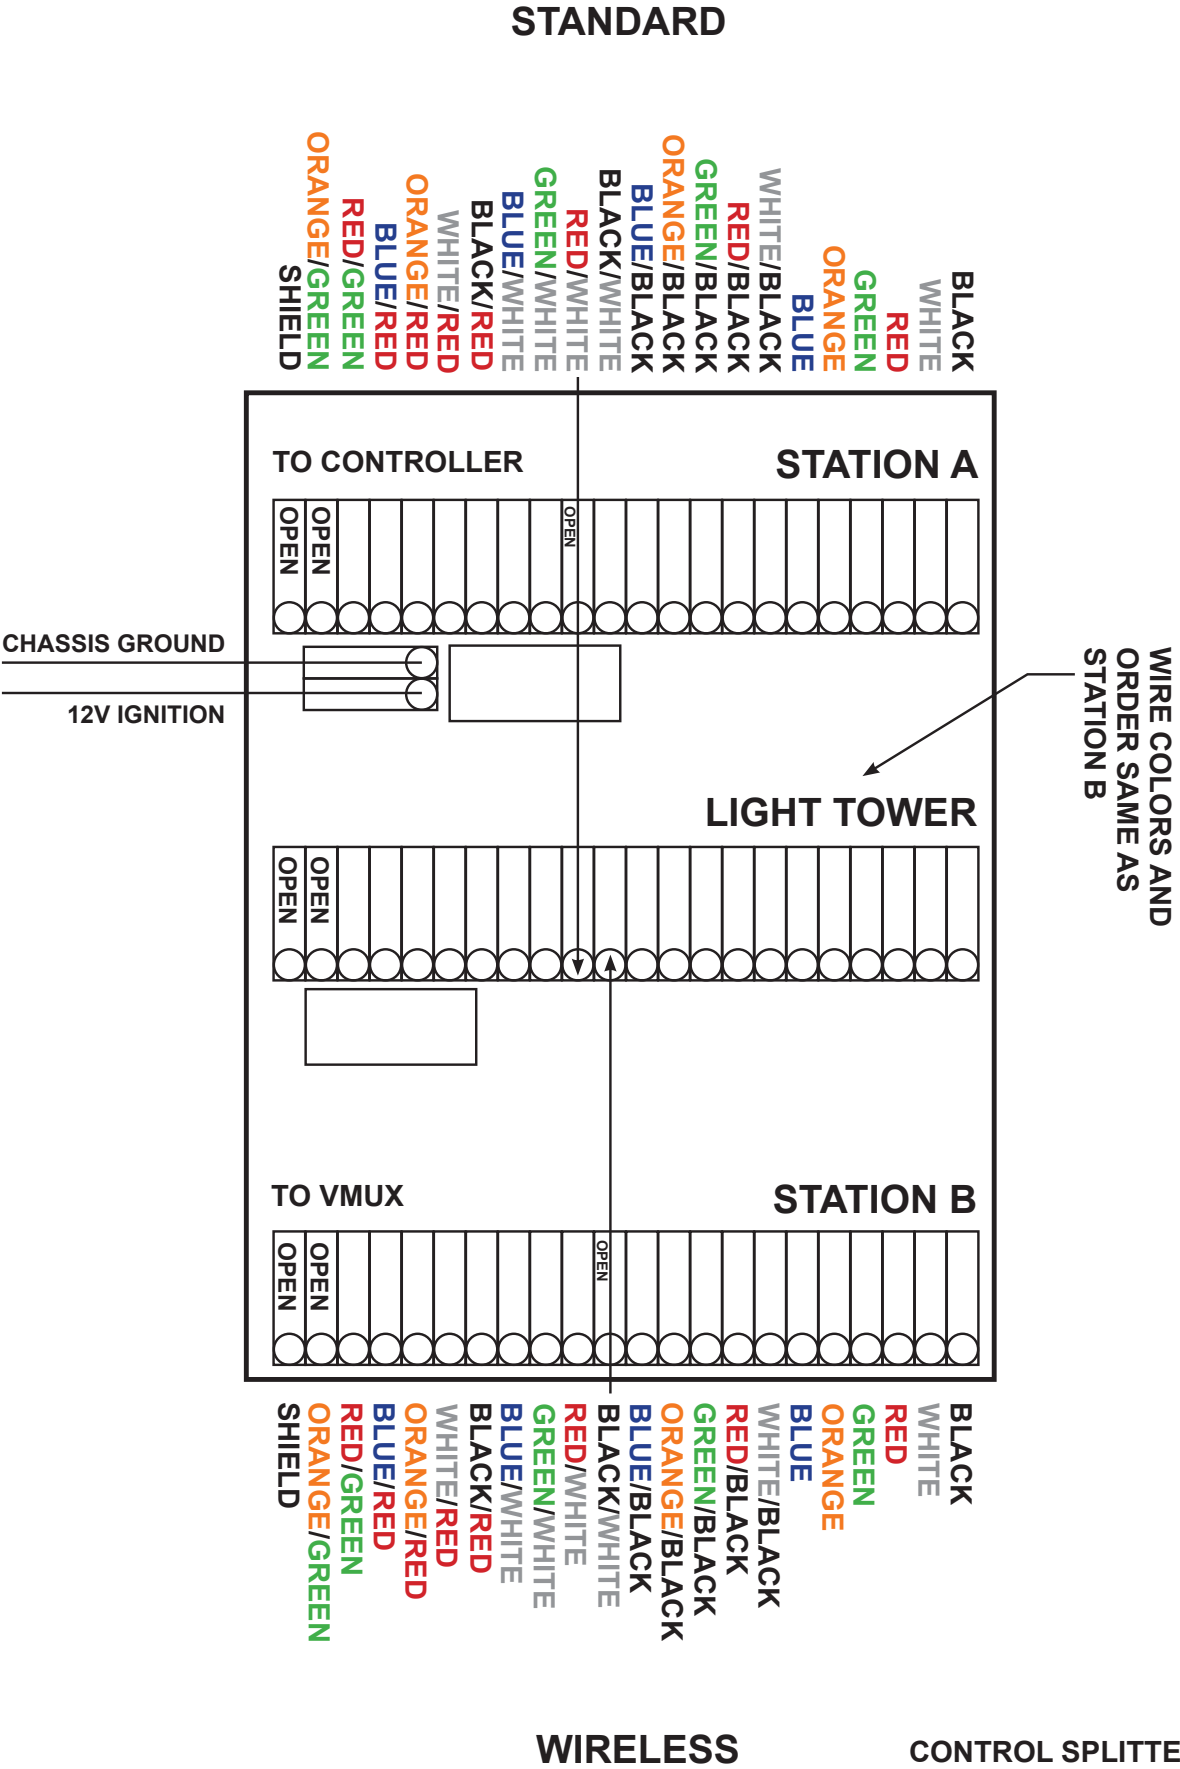 STANDARD
SHIELD
ORANGE/GREEN
RED/GREEN
BLUE/RED
ORANGE/RED
WHITE/RED
BLACK/RED
BLUE/WHITE
GREEN/WHITE
RED/WHITE
BLACK/WHITE
BLUE/BLACK
ORANGE/BLACK
GREEN/BLACK
RED/BLACK
WHITE/BLACK
BLUE
ORANGE
GREEN
RED
WHITE
BLACK
TO CONTROLLER
STATION A
OPEN
OPEN
OPEN
CHASSIS GROUND
12V IGNITION
WIRE COLORS AND
ORDER SAME AS
STATION B
LIGHT TOWER
OPEN
OPEN
TO VMUX
STATION B
OPEN
OPEN
OPEN
SHIELD
ORANGE/GREEN
RED/GREEN
BLUE/RED
ORANGE/RED
WHITE/RED
BLACK/RED
BLUE/WHITE
GREEN/WHITE
RED/WHITE
BLACK/WHITE
BLUE/BLACK
ORANGE/BLACK
GREEN/BLACK
RED/BLACK
WHITE/BLACK
BLUE
ORANGE
GREEN
RED
WHITE
BLACK
WIRELESS
CONTROL SPLITTE